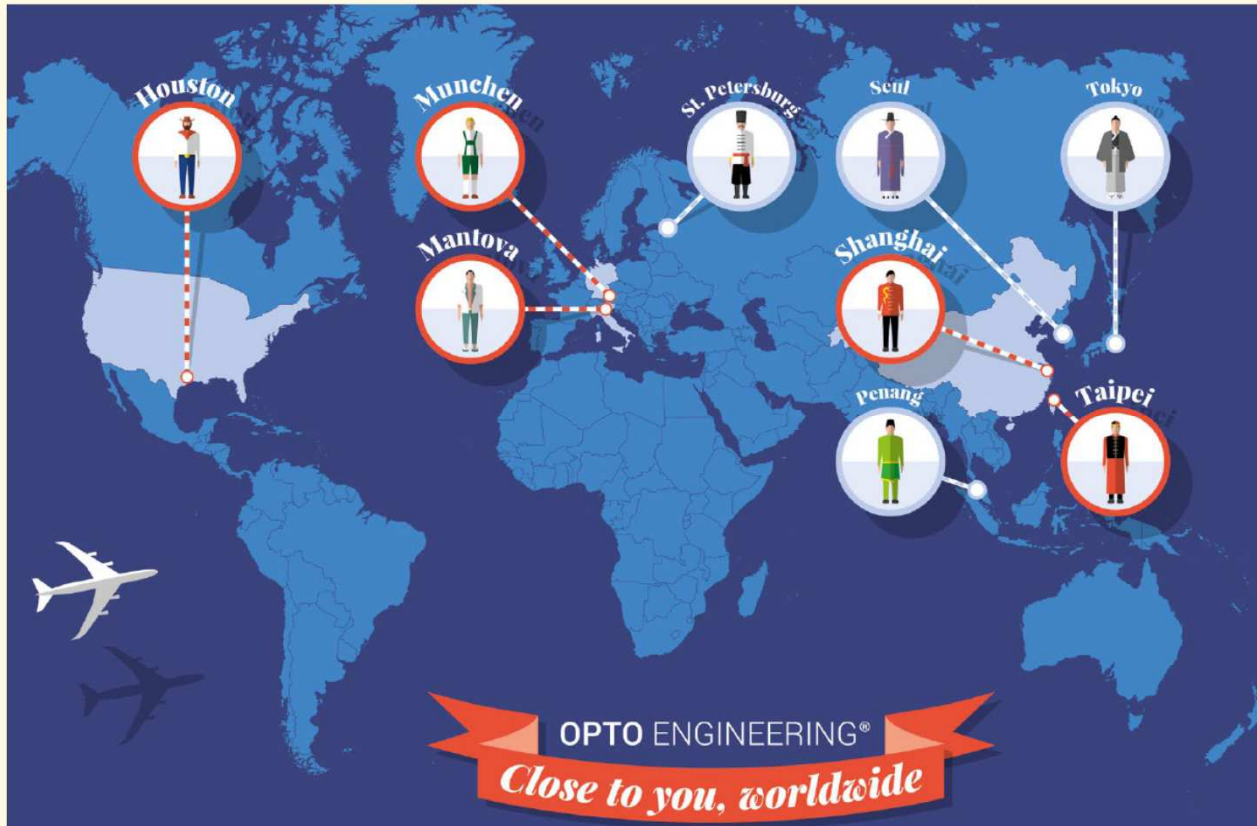 Houston
Munchen
St. Petersburg
Seul
Tokyo
Mantova
Shanghai
Penang
Taipei
OPTO ENGINEERING®
Close to you, worldwide